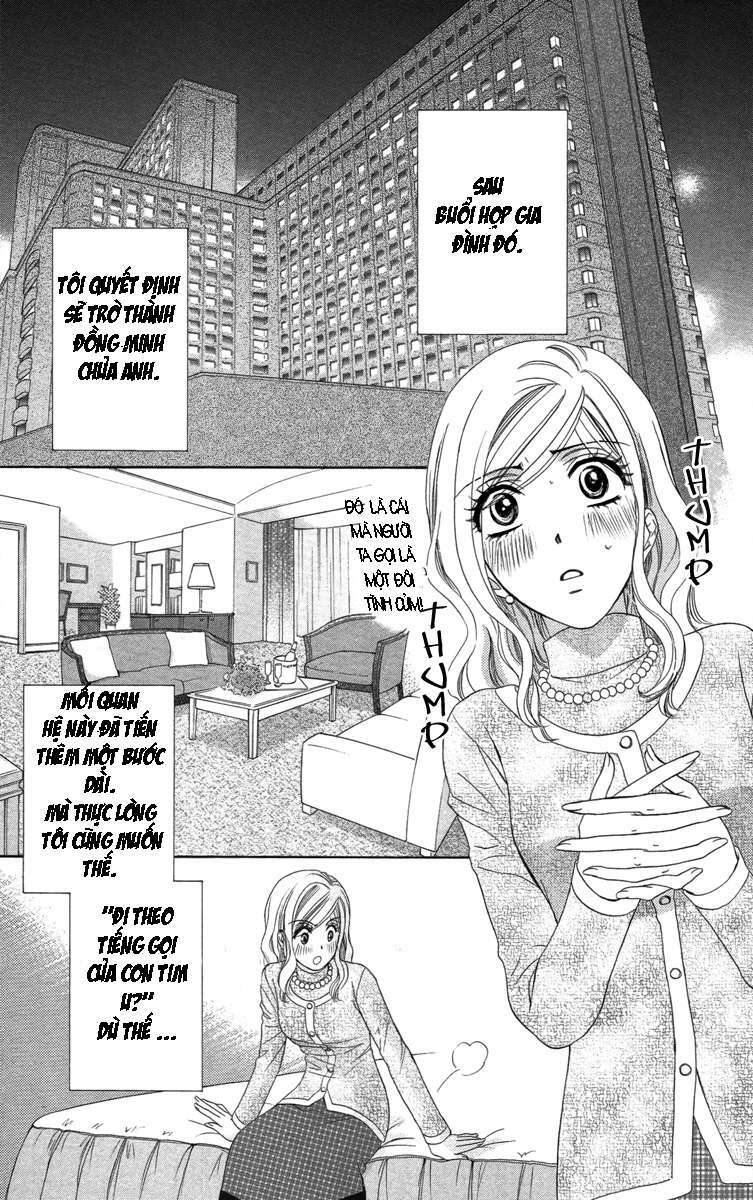 SAU
BUỔI HỌP GIA
ĐÌNH ĐÓ.
TÔI QUYẾT ĐỊNH
SẼ TRỞ THÀNH
ĐỒNG MINH
CHỦA ANH.
THUMP
ĐÓ LÀ CÁI
MÀ NGƯỜI
TA GỌI LÀ
MỘT ĐÔI
TÌNH CỦM!
THUMP
MỐI QUAN
HỆ NÀY ĐÃ TIẾN
THÊM MỘT BƯỚC
DÀI.
MÀ THỰC LÒNG
TÔI CŨNG MUỐN
THẾ.
"ĐI THEO
TIẾNG GỌI
CỦA CON TIM
Ư?"
DÙ THẾ ...